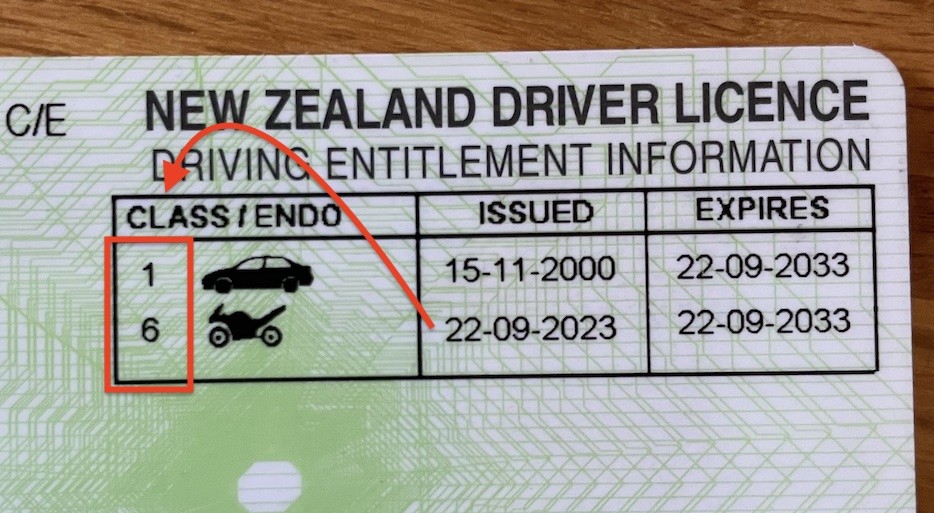 C/E
NEW ZEALAND DRIVER LICENCE
DRIVING ENTITLEMENT INFORMATION
CLASS / ENDO ISSUED EXPIRES
1 15-11-2000 22-09-2033
6 22-09-2023 22-09-2033